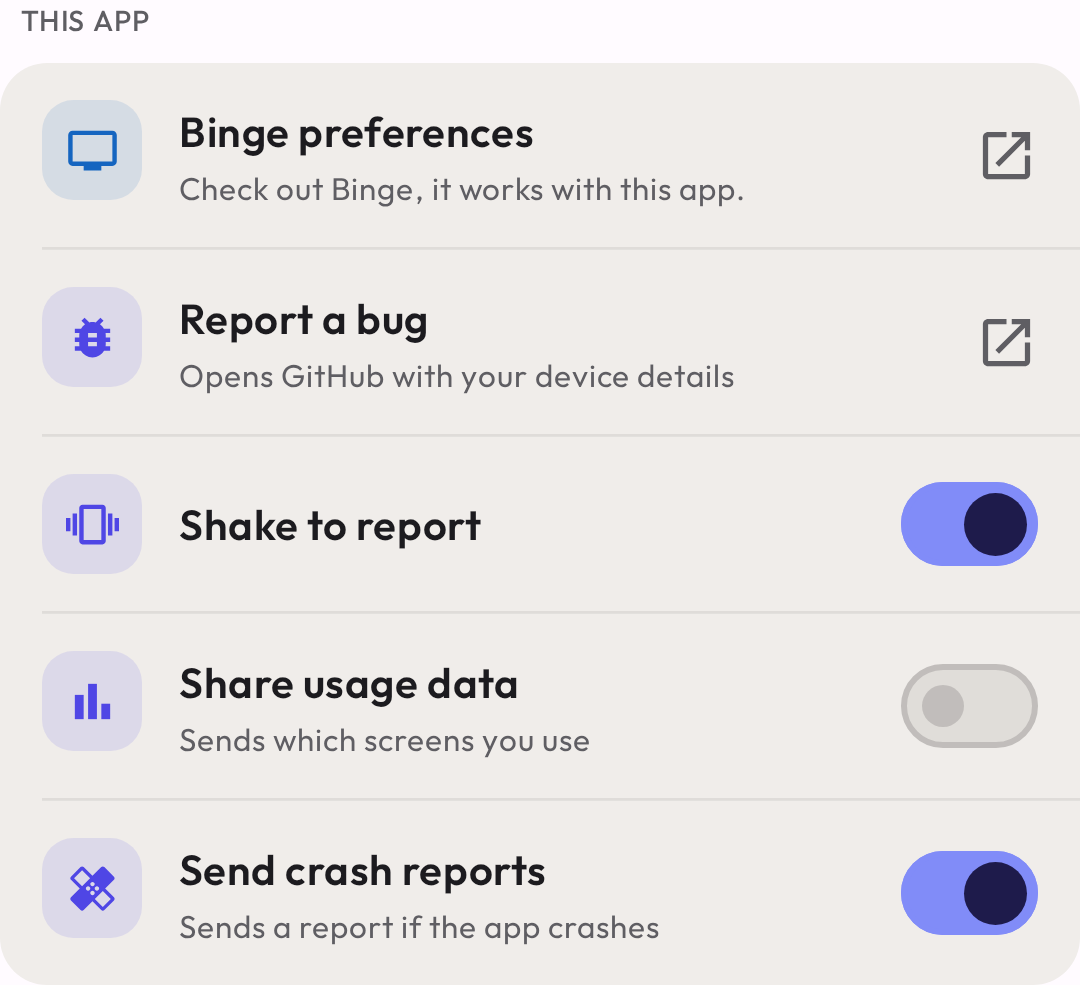 THIS APP
Binge preferences
Check out Binge, it works with this app.
Report a bug
Opens GitHub with your device details
Shake to report
Share usage data
Sends which screens you use
Send crash reports
Sends a report if the app crashes